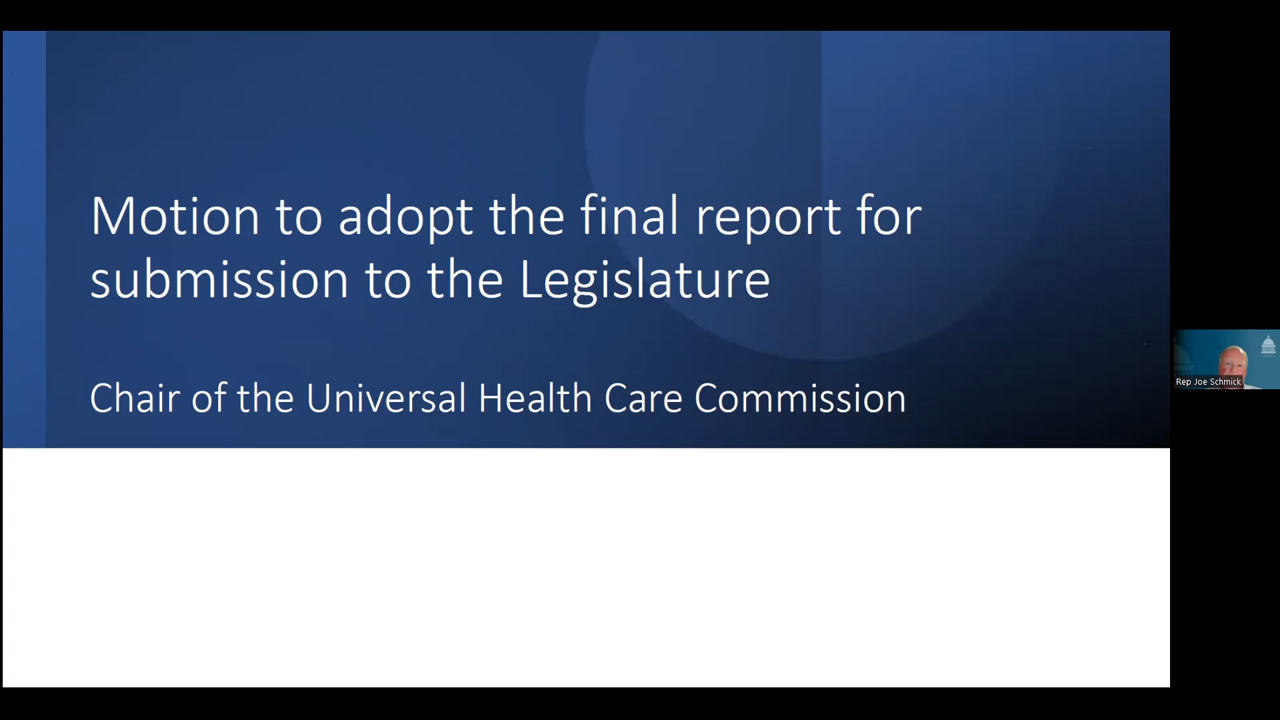 Motion to adopt the final report for
submission to the Legislature
Chair of the Universal Health Care Commission
Rep Joe Schmick